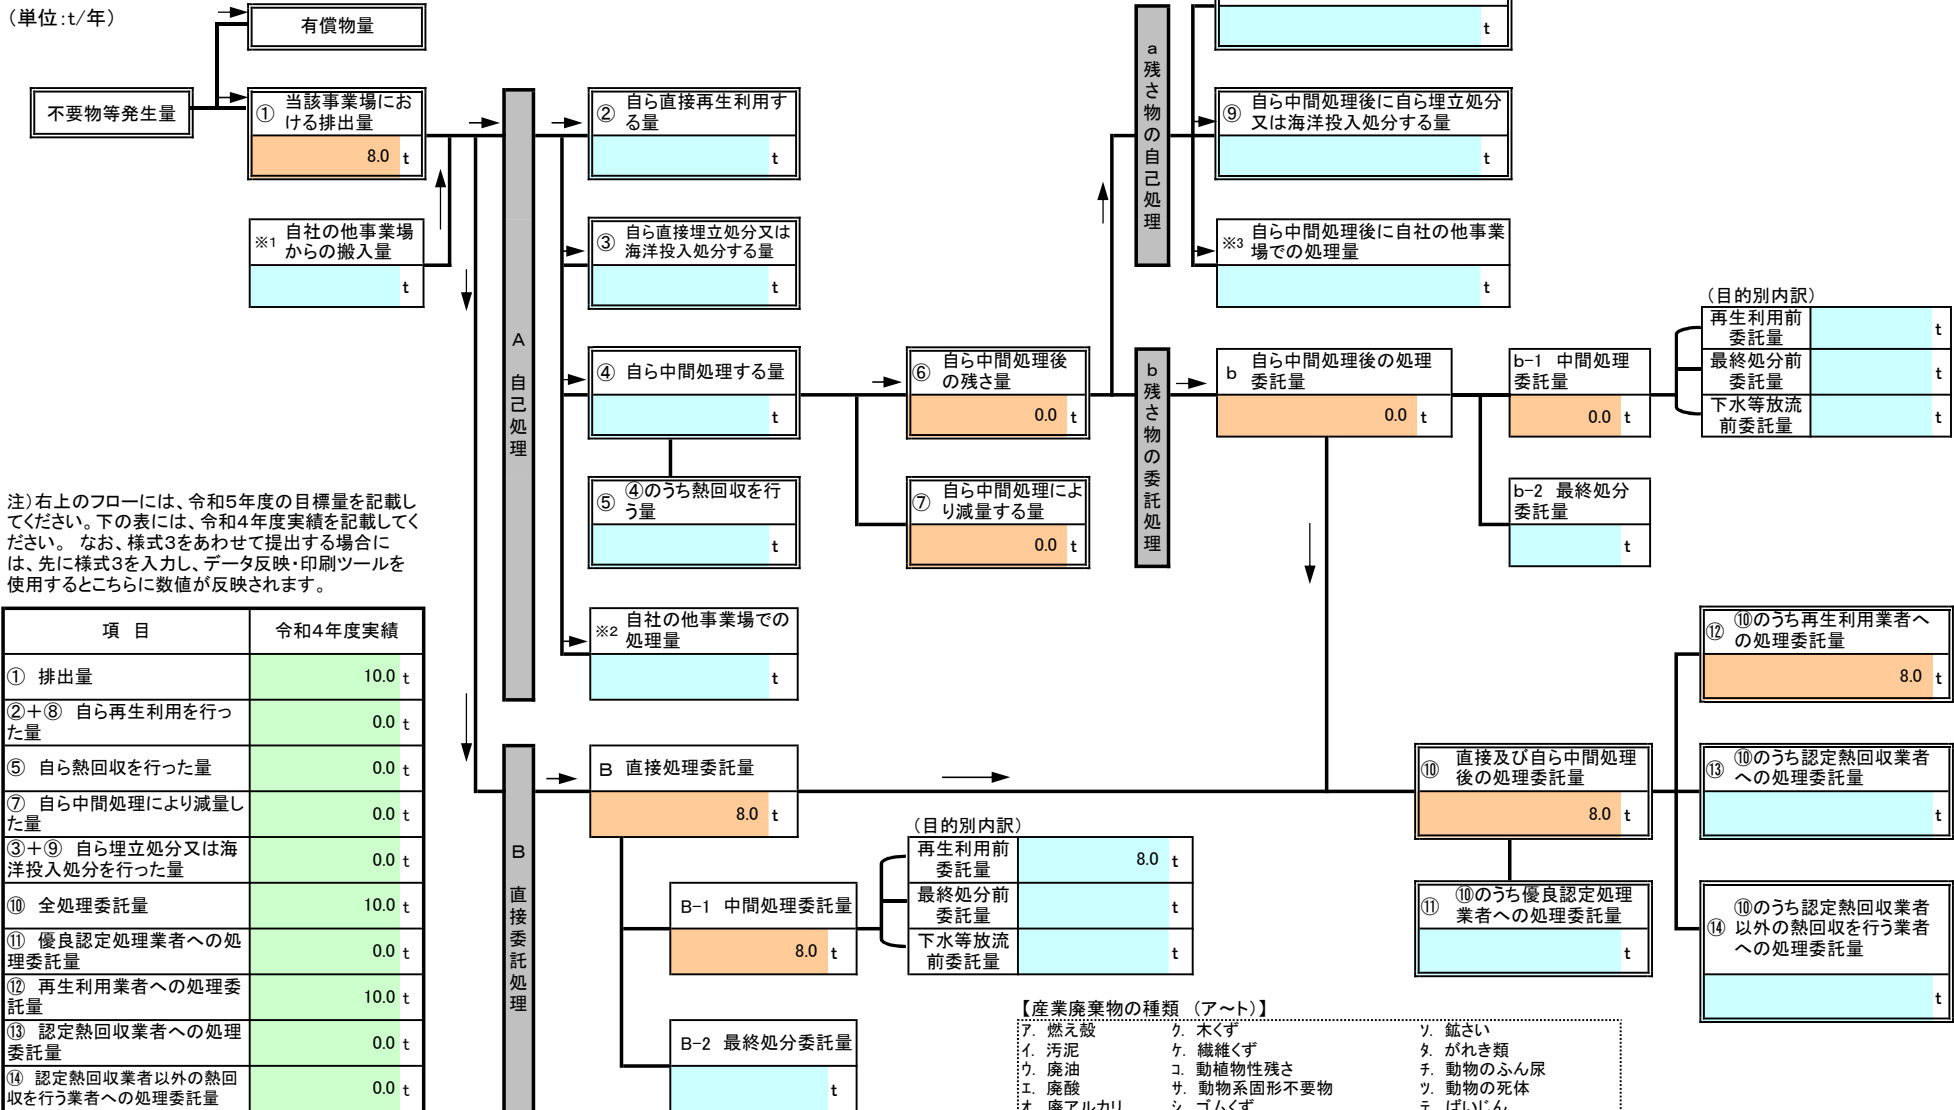 (単位:t/年)
有償物量
不要物等発生量
① 当該事業場にお
ける排出量
8.0 t
※1 自社の他事業場
からの搬入量
t
A 自己処理
② 自ら直接再生利用す
る量
t
③ 自ら直接埋立処分又は
海洋投入処分する量
t
④ 自ら中間処理する量
t
⑤ ④のうち熱回収を行
う量
t
※2 自社の他事業場での
処理量
t
⑥ 自ら中間処理後
の残さ量
0.0 t
⑦ 自ら中間処理によ
り減量する量
0.0 t
a 残さ物の自己処理
t
⑨ 自ら中間処理後に自ら埋立処分
又は海洋投入処分する量
t
※3 自ら中間処理後に自社の他事業
場での処理量
t
b 残さ物の委託処理
b 自ら中間処理後の処理
委託量
0.0 t
b-1 中間処理
委託量
0.0 t
b-2 最終処分
委託量
t
(目的別内訳)
再生利用前
委託量
t
最終処分前
委託量
t
下水等放流
前委託量
t
注)右上のフローには、令和5年度の目標量を記載し
てください。下の表には、令和4年度実績を記載してく
ださい。 なお、様式3をあわせて提出する場合に
は、先に様式3を入力し、データ反映・印刷ツールを
使用するとこちらに数値が反映されます。
項 目 令和4年度実績
① 排出量 10.0 t
②+⑧ 自ら再生利用を行っ
た量 0.0 t
⑤ 自ら熱回収を行った量 0.0 t
⑦ 自ら中間処理により減量し
た量 0.0 t
③+⑨ 自ら埋立処分又は海
洋投入処分を行った量 0.0 t
⑩ 全処理委託量 10.0 t
⑪ 優良認定処理業者への処
理委託量 0.0 t
⑫ 再生利用業者への処理委
託量 10.0 t
⑬ 認定熱回収業者への処理
委託量 0.0 t
⑭ 認定熱回収業者以外の熱回
収を行う業者への処理委託量 0.0 t
B 直接委託処理
B 直接処理委託量
8.0 t
B-1 中間処理委託量
8.0 t
B-2 最終処分委託量
t
(目的別内訳)
再生利用前
委託量
8.0 t
最終処分前
委託量
t
下水等放流
前委託量
t
⑩ 直接及び自ら中間処理
後の処理委託量
8.0 t
⑪ ⑩のうち優良認定処理
業者への処理委託量
t
⑫ ⑩のうち再生利用業者へ
の処理委託量
8.0 t
⑬ ⑩のうち認定熱回収業者
への処理委託量
t
⑭ ⑩のうち認定熱回収業者
以外の熱回収を行う業者
への処理委託量
t
【産業廃棄物の種類 (ア~ト)】
ア. 燃え殻 ク. 木くず ソ. 鉱さい
イ. 汚泥 ケ. 繊維くず タ. がれき類
ウ. 廃油 コ. 動植物性残さ チ. 動物のふん尿
エ. 廃酸 サ. 動物系固形不要物 ツ. 動物の死体
オ. 廃アルカリ シ. ゴムくず テ. ばいじん